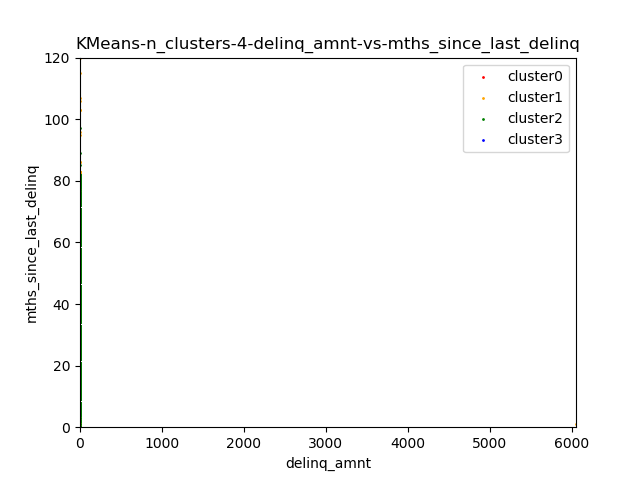 KMeans-n_clusters-4-delinq_amnt-vs-mths_since_last_delinq
120
100
80
60
40
20
0
mths_since_last_delinq
cluster0
cluster1
cluster2
cluster3
0 1000 2000 3000 4000 5000 6000
delinq_amnt